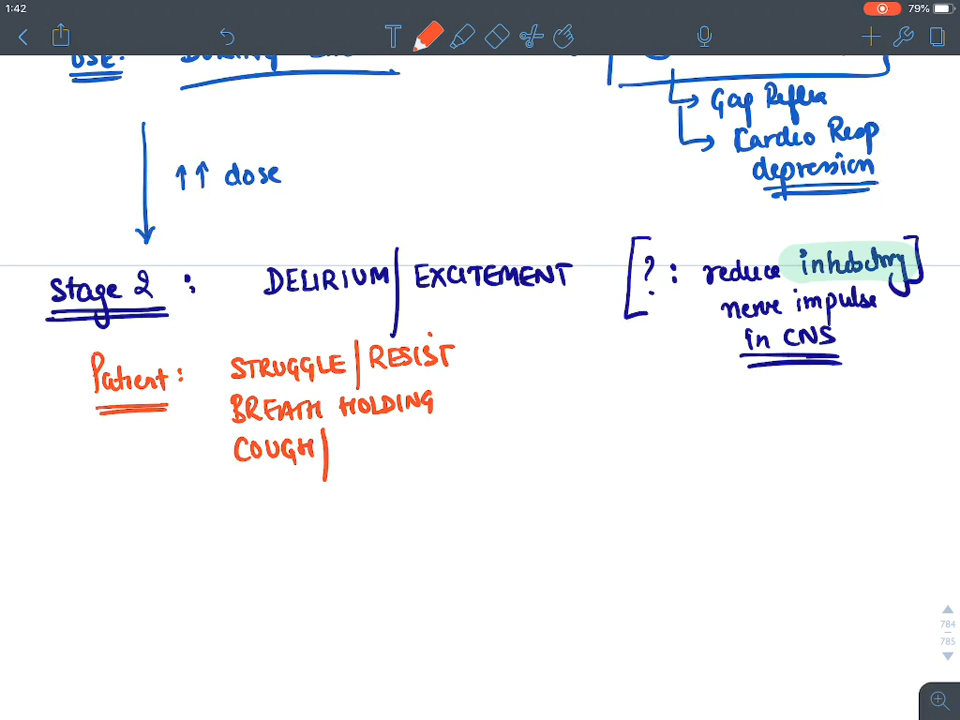 1:42
79%
T
USE:
Gag Reflex
Cardio Resp
depression
↑↑ dose
Stage 2 : DELIRIUM | EXCITEMENT [?: reduce inhibitory]
nerve impulse
in CNS
Patient: STRUGGLE | RESIST
BREATH HOLDING
COUGH |
784
785